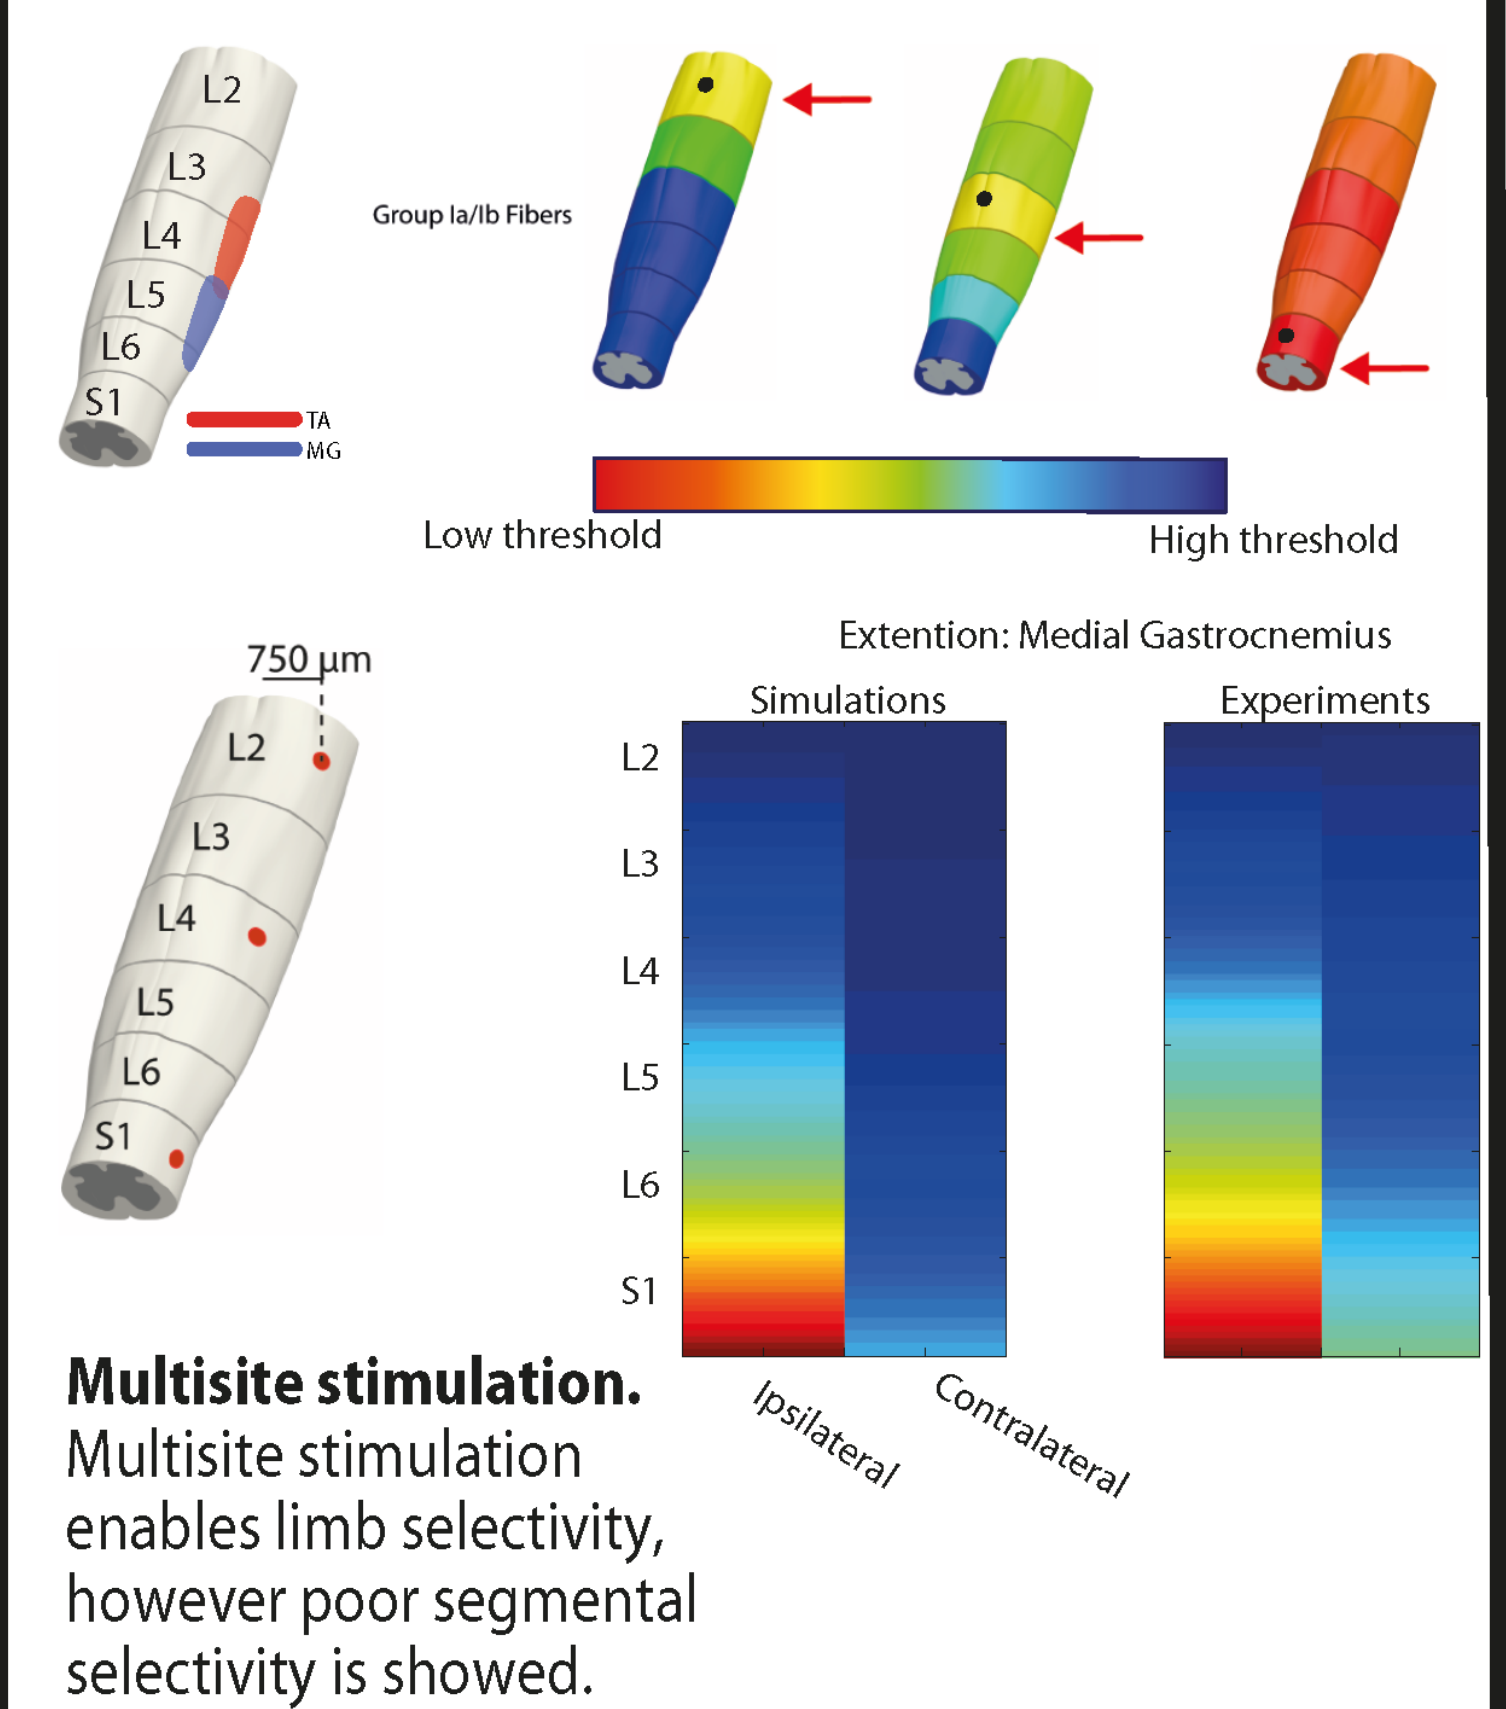 L2
L3
L4
L5
L6
S1
TA
MG
Group Ia/Ib Fibers
Low threshold
High threshold
750 µm
L2
L3
L4
L5
L6
S1
Extention: Medial Gastrocnemius
Simulations
Experiments
L2
L3
L4
L5
L6
S1
Ipsilateral
Contralateral
Multisite stimulation.
Multisite stimulation
enables limb selectivity,
however poor segmental
selectivity is showed.